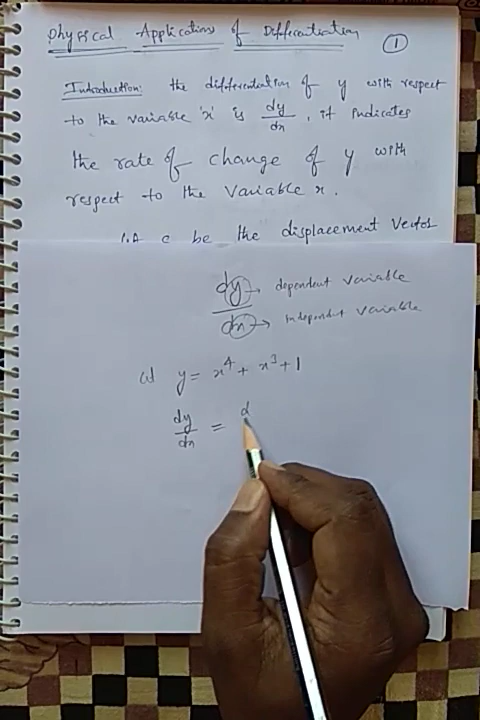 Physical Applications of Differentiation
1
Introduction: the differentiation of y with respect
to the variable 'x' is dy/dx, it indicates
the rate of change of y with
respect to the variable x.
be the displacement Vector
dy → dependent variable
dx → independent variable
y = x⁴ + x³ + 1
dy/dx = d